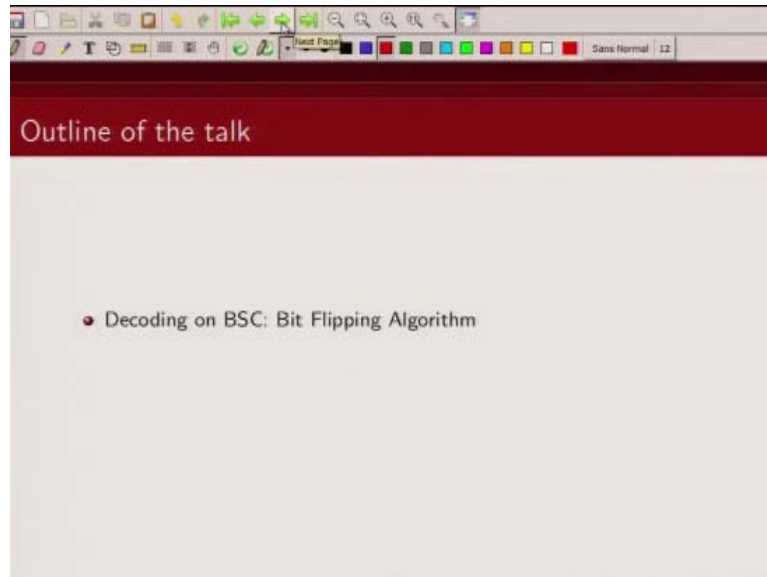 Next Page
Sans Normal 12
Outline of the talk
Decoding on BSC: Bit Flipping Algorithm